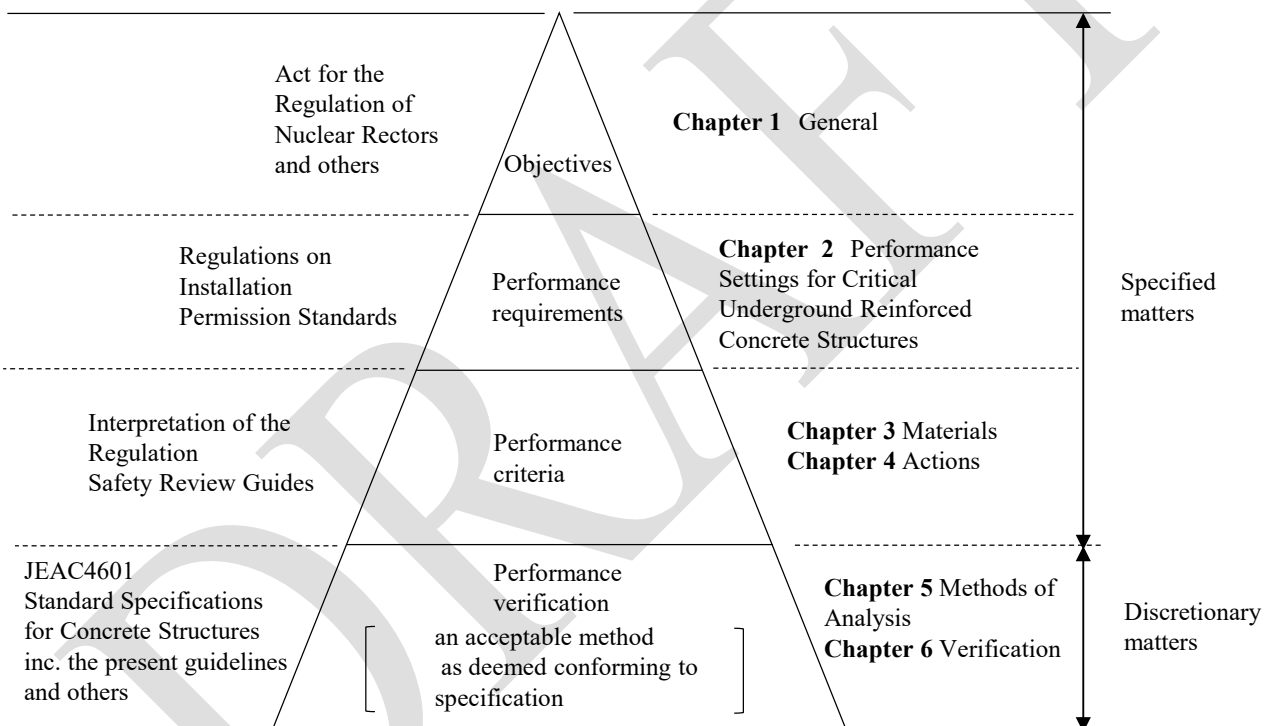 Act for the
Regulation of
Nuclear Rectors
and others
Objectives
Chapter 1 General
Regulations on
Installation
Permission Standards
Performance
requirements
Chapter 2 Performance
Settings for Critical
Underground Reinforced
Concrete Structures
Specified
matters
Interpretation of the
Regulation
Safety Review Guides
Performance
criteria
Chapter 3 Materials
Chapter 4 Actions
JEAC4601
Standard Specifications
for Concrete Structures
inc. the present guidelines
and others
Performance
verification
an acceptable method
as deemed conforming to
specification
Chapter 5 Methods of
Analysis
Chapter 6 Verification
Discretionary
matters
DRAFT